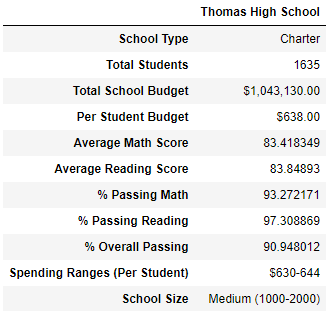 Thomas High School
School Type Charter
Total Students 1635
Total School Budget $1,043,130.00
Per Student Budget $638.00
Average Math Score 83.418349
Average Reading Score 83.84893
% Passing Math 93.272171
% Passing Reading 97.308869
% Overall Passing 90.948012
Spending Ranges (Per Student) $630-644
School Size Medium (1000-2000)